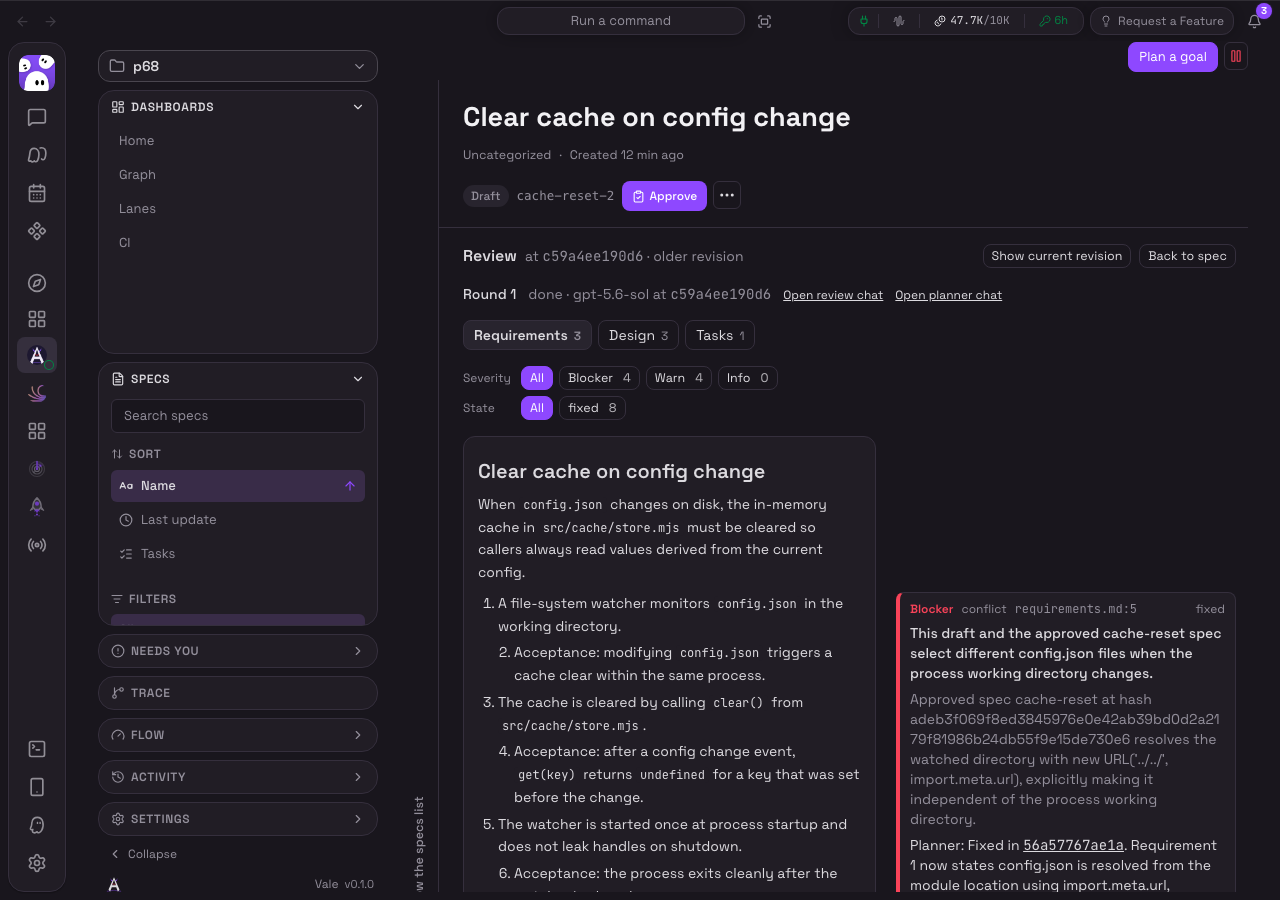 Run a command
47.7K/10K
6h
Request a Feature
3
p68
Plan a goal
DASHBOARDS
Home
Graph
Lanes
CI
SPECS
Search specs
SORT
Aa Name
Last update
Tasks
FILTERS
NEEDS YOU
TRACE
FLOW
ACTIVITY
SETTINGS
Collapse
Vale v0.1.0
w the specs list
Clear cache on config change
Uncategorized · Created 12 min ago
Draft cache-reset-2 Approve
Review at c59a4ee190d6 · older revision
Show current revision Back to spec
Round 1 done · gpt-5.6-sol at c59a4ee190d6 Open review chat Open planner chat
Requirements 3 Design 3 Tasks 1
Severity All Blocker 4 Warn 4 Info 0
State All fixed 8
Clear cache on config change
When config.json changes on disk, the in-memory
cache in src/cache/store.mjs must be cleared so
callers always read values derived from the current
config.
1. A file-system watcher monitors config.json in the
working directory.
2. Acceptance: modifying config.json triggers a
cache clear within the same process.
3. The cache is cleared by calling clear() from
src/cache/store.mjs.
4. Acceptance: after a config change event,
get(key) returns undefined for a key that was set
before the change.
5. The watcher is started once at process startup and
does not leak handles on shutdown.
6. Acceptance: the process exits cleanly after the
Blocker conflict requirements.md:5 fixed
This draft and the approved cache-reset spec
select different config.json files when the
process working directory changes.
Approved spec cache-reset at hash
adeb3f069f8ed3845976e0e42ab39bd0d2a21
79f81986b24db55f9e15de730e6 resolves the
watched directory with new URL('../../',
import.meta.url), explicitly making it
independent of the process working
directory.
Planner: Fixed in 56a57767ae1a. Requirement
1 now states config.json is resolved from the
module location using import.meta.url,